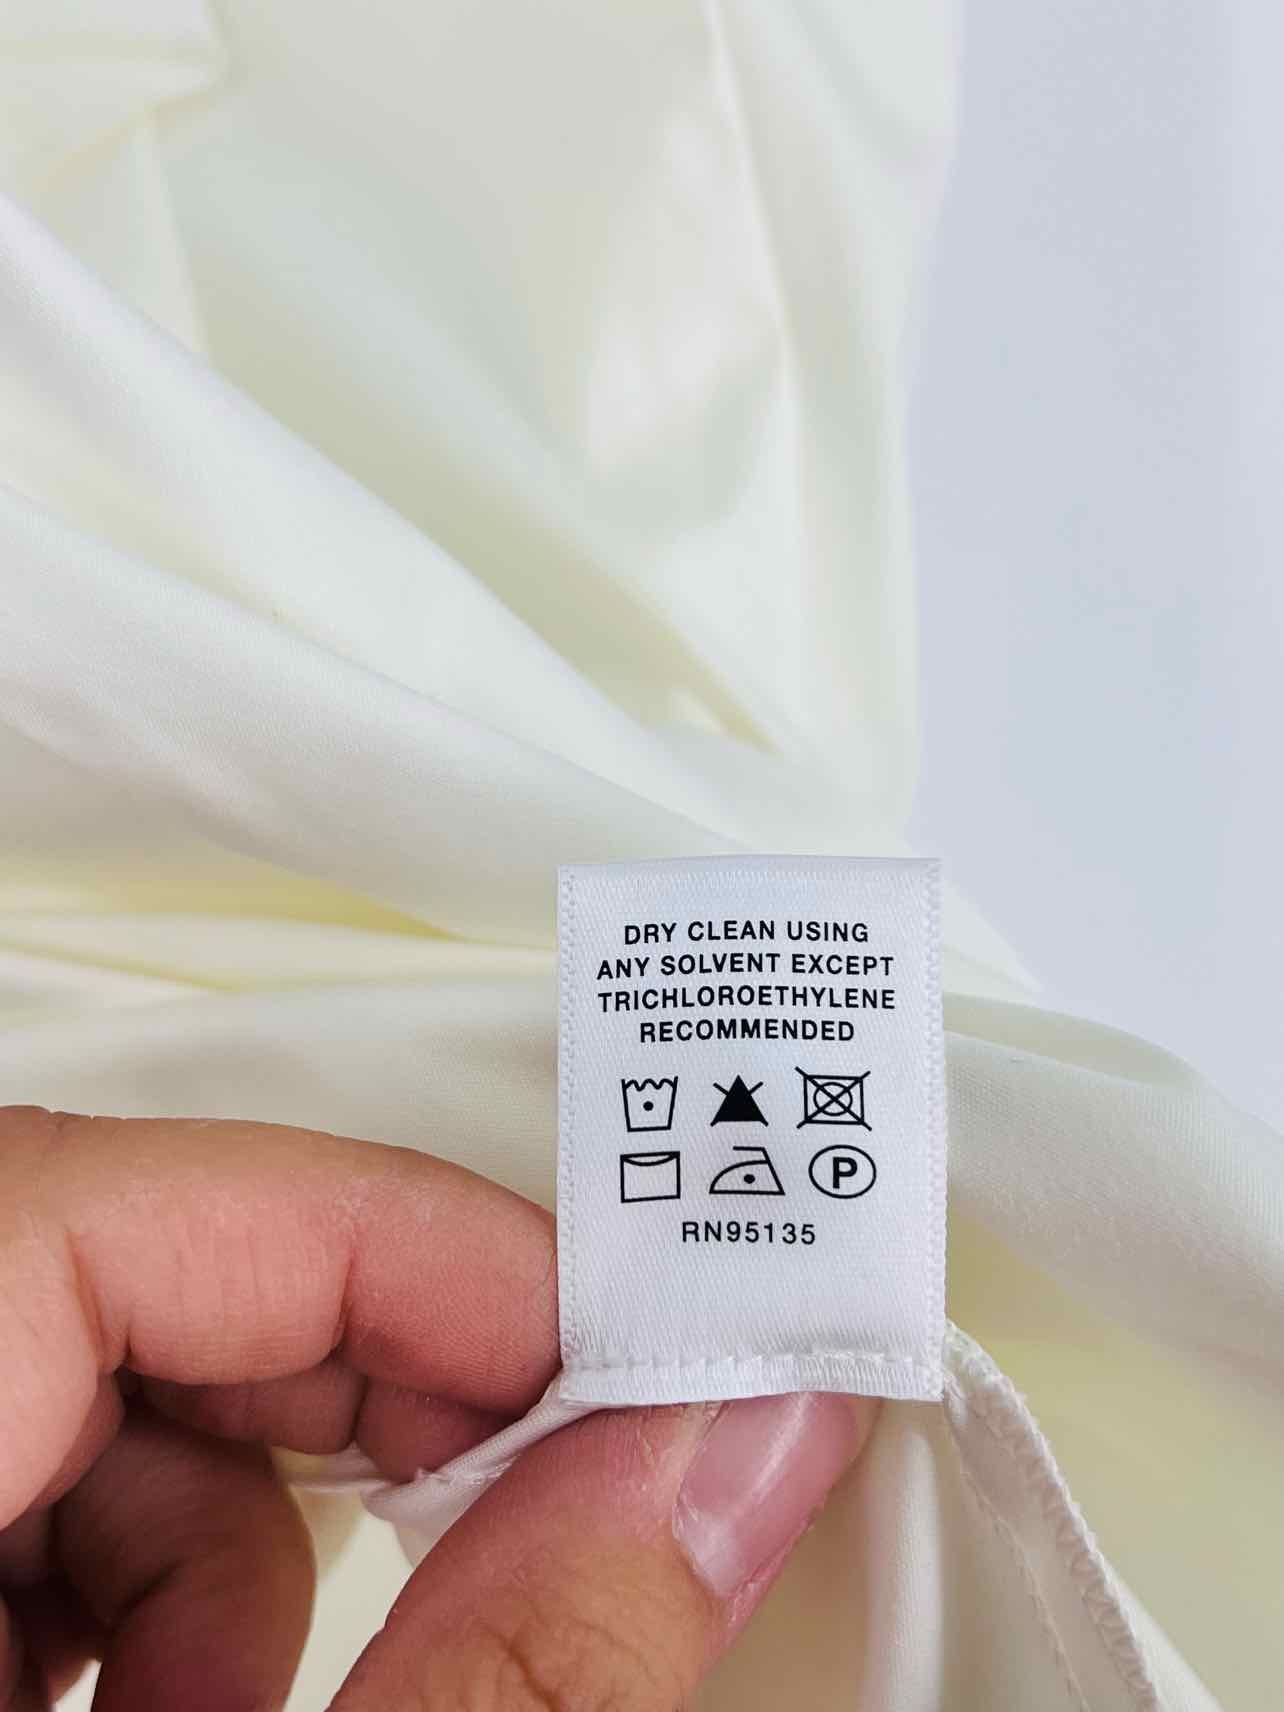 DRY CLEAN USING
ANY SOLVENT EXCEPT
TRICHLOROETHYLENE
RECOMMENDED
P
RN95135